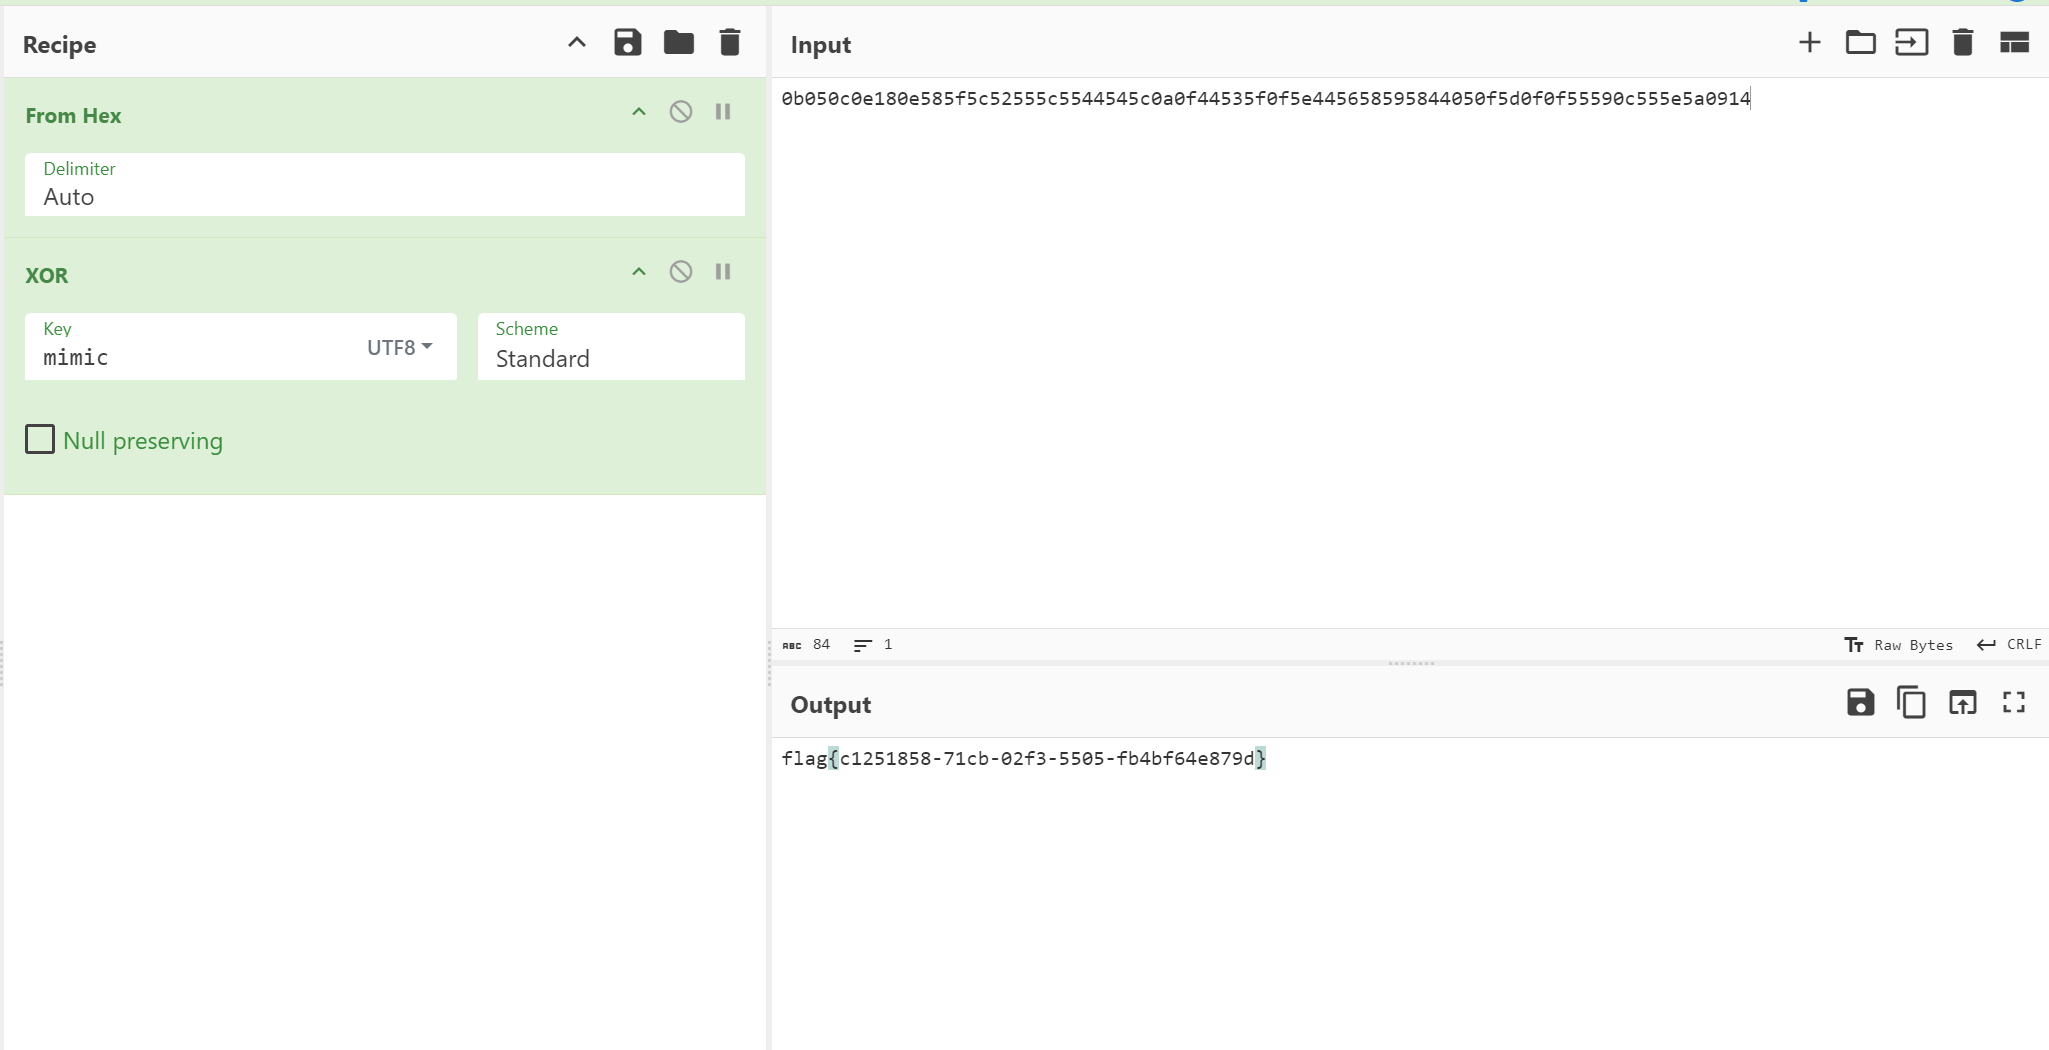 Recipe
From Hex
Delimiter
Auto
XOR
Key
mimic
UTF8
Scheme
Standard
Null preserving
Input
0b050c0e180e585f5c52555c5544545c0a0f44535f0f5e445658595844050f5d0f0f55590c555e5a0914
ABC 84
1
Raw Bytes
CRLF
Output
flag{c1251858-71cb-02f3-5505-fb4bf64e879d}